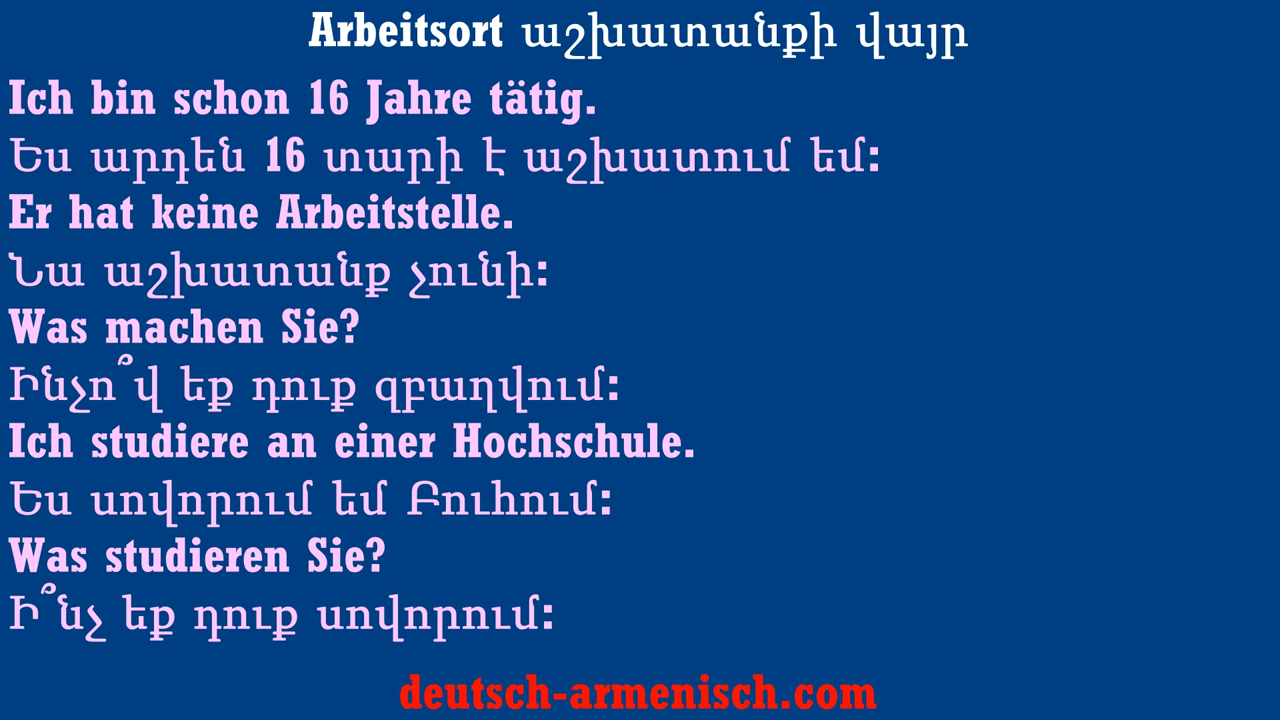 Arbeitsort աշխատանքի վայր
Ich bin schon 16 Jahre tätig.
Ես արդեն 16 տարի է աշխատում եմ:
Er hat keine Arbeitstelle.
Նա աշխատանք չունի:
Was machen Sie?
Ինչո՞վ եք դուք զբաղվում:
Ich studiere an einer Hochschule.
Ես սովորում եմ Բուհում:
Was studieren Sie?
Ի՞նչ եք դուք սովորում:
deutsch-armenisch.com